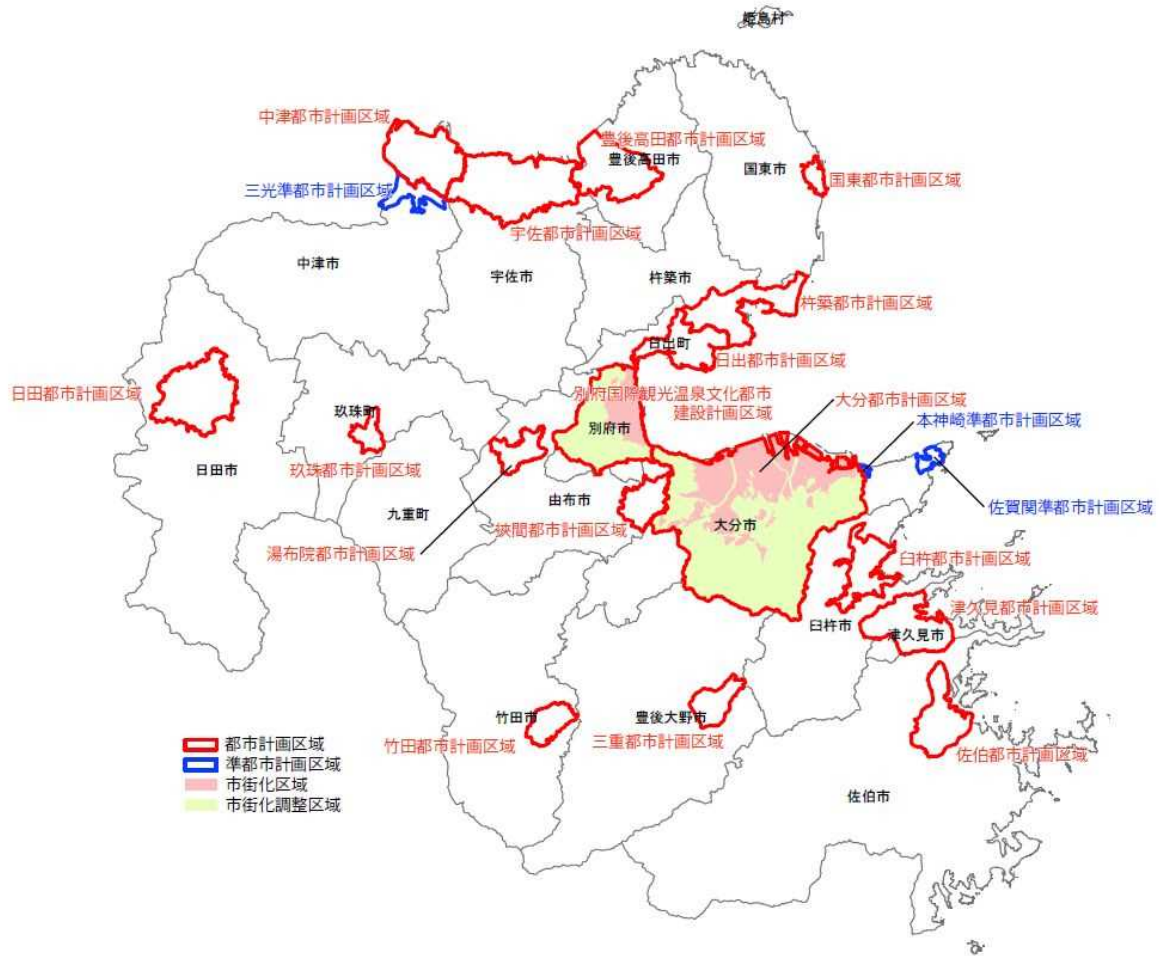 姫島村
中津都市計画区域
豊後高田都市計画区域
豊後高田市
国東市
国東都市計画区域
三光準都市計画区域
宇佐都市計画区域
中津市
宇佐市
杵築市
杵築都市計画区域
日出町
日出都市計画区域
日田都市計画区域
別府国際観光温泉文化都市
建設計画区域
大分都市計画区域
本神崎準都市計画区域
玖珠町
別府市
日田市
玖珠都市計画区域
由布市
佐賀関準都市計画区域
九重町
挾間都市計画区域
大分市
湯布院都市計画区域
臼杵都市計画区域
津久見都市計画区域
臼杵市
津久見市
竹田市
豊後大野市
竹田都市計画区域
三重都市計画区域
佐伯都市計画区域
佐伯市
都市計画区域
準都市計画区域
市街化区域
市街化調整区域